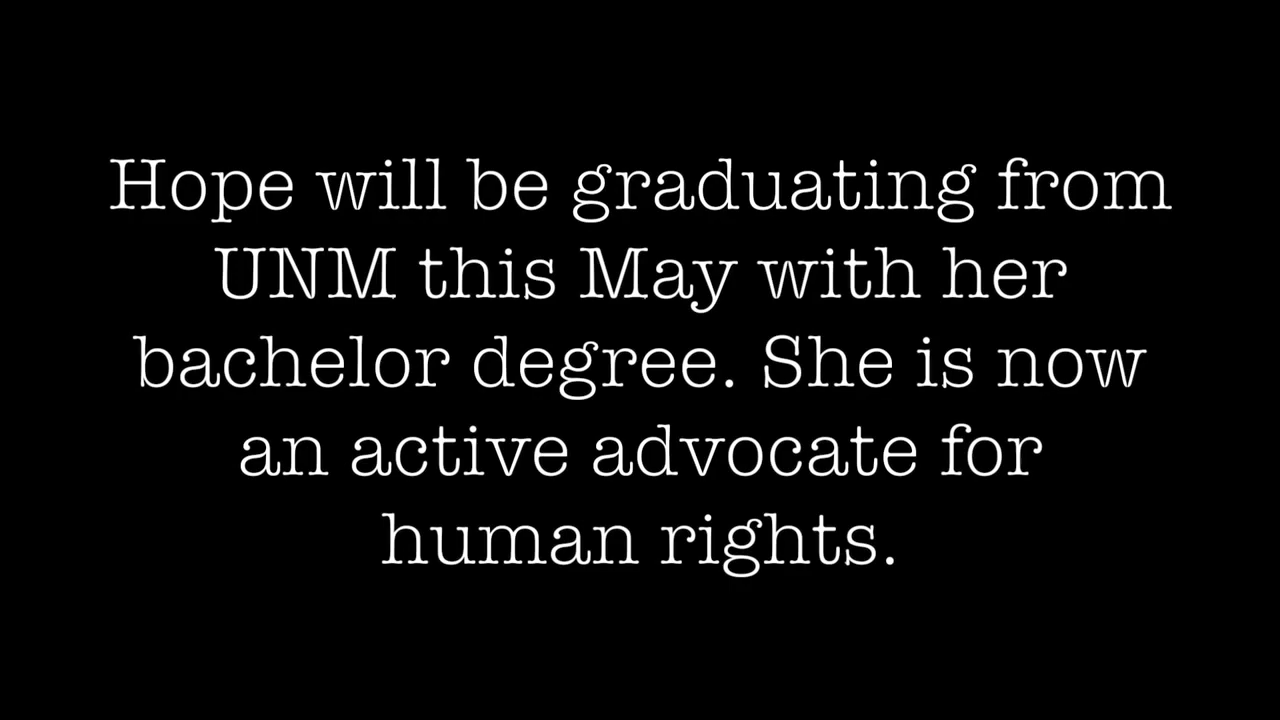 Hope will be graduating from
UNM this May with her
bachelor degree. She is now
an active advocate for
human rights.